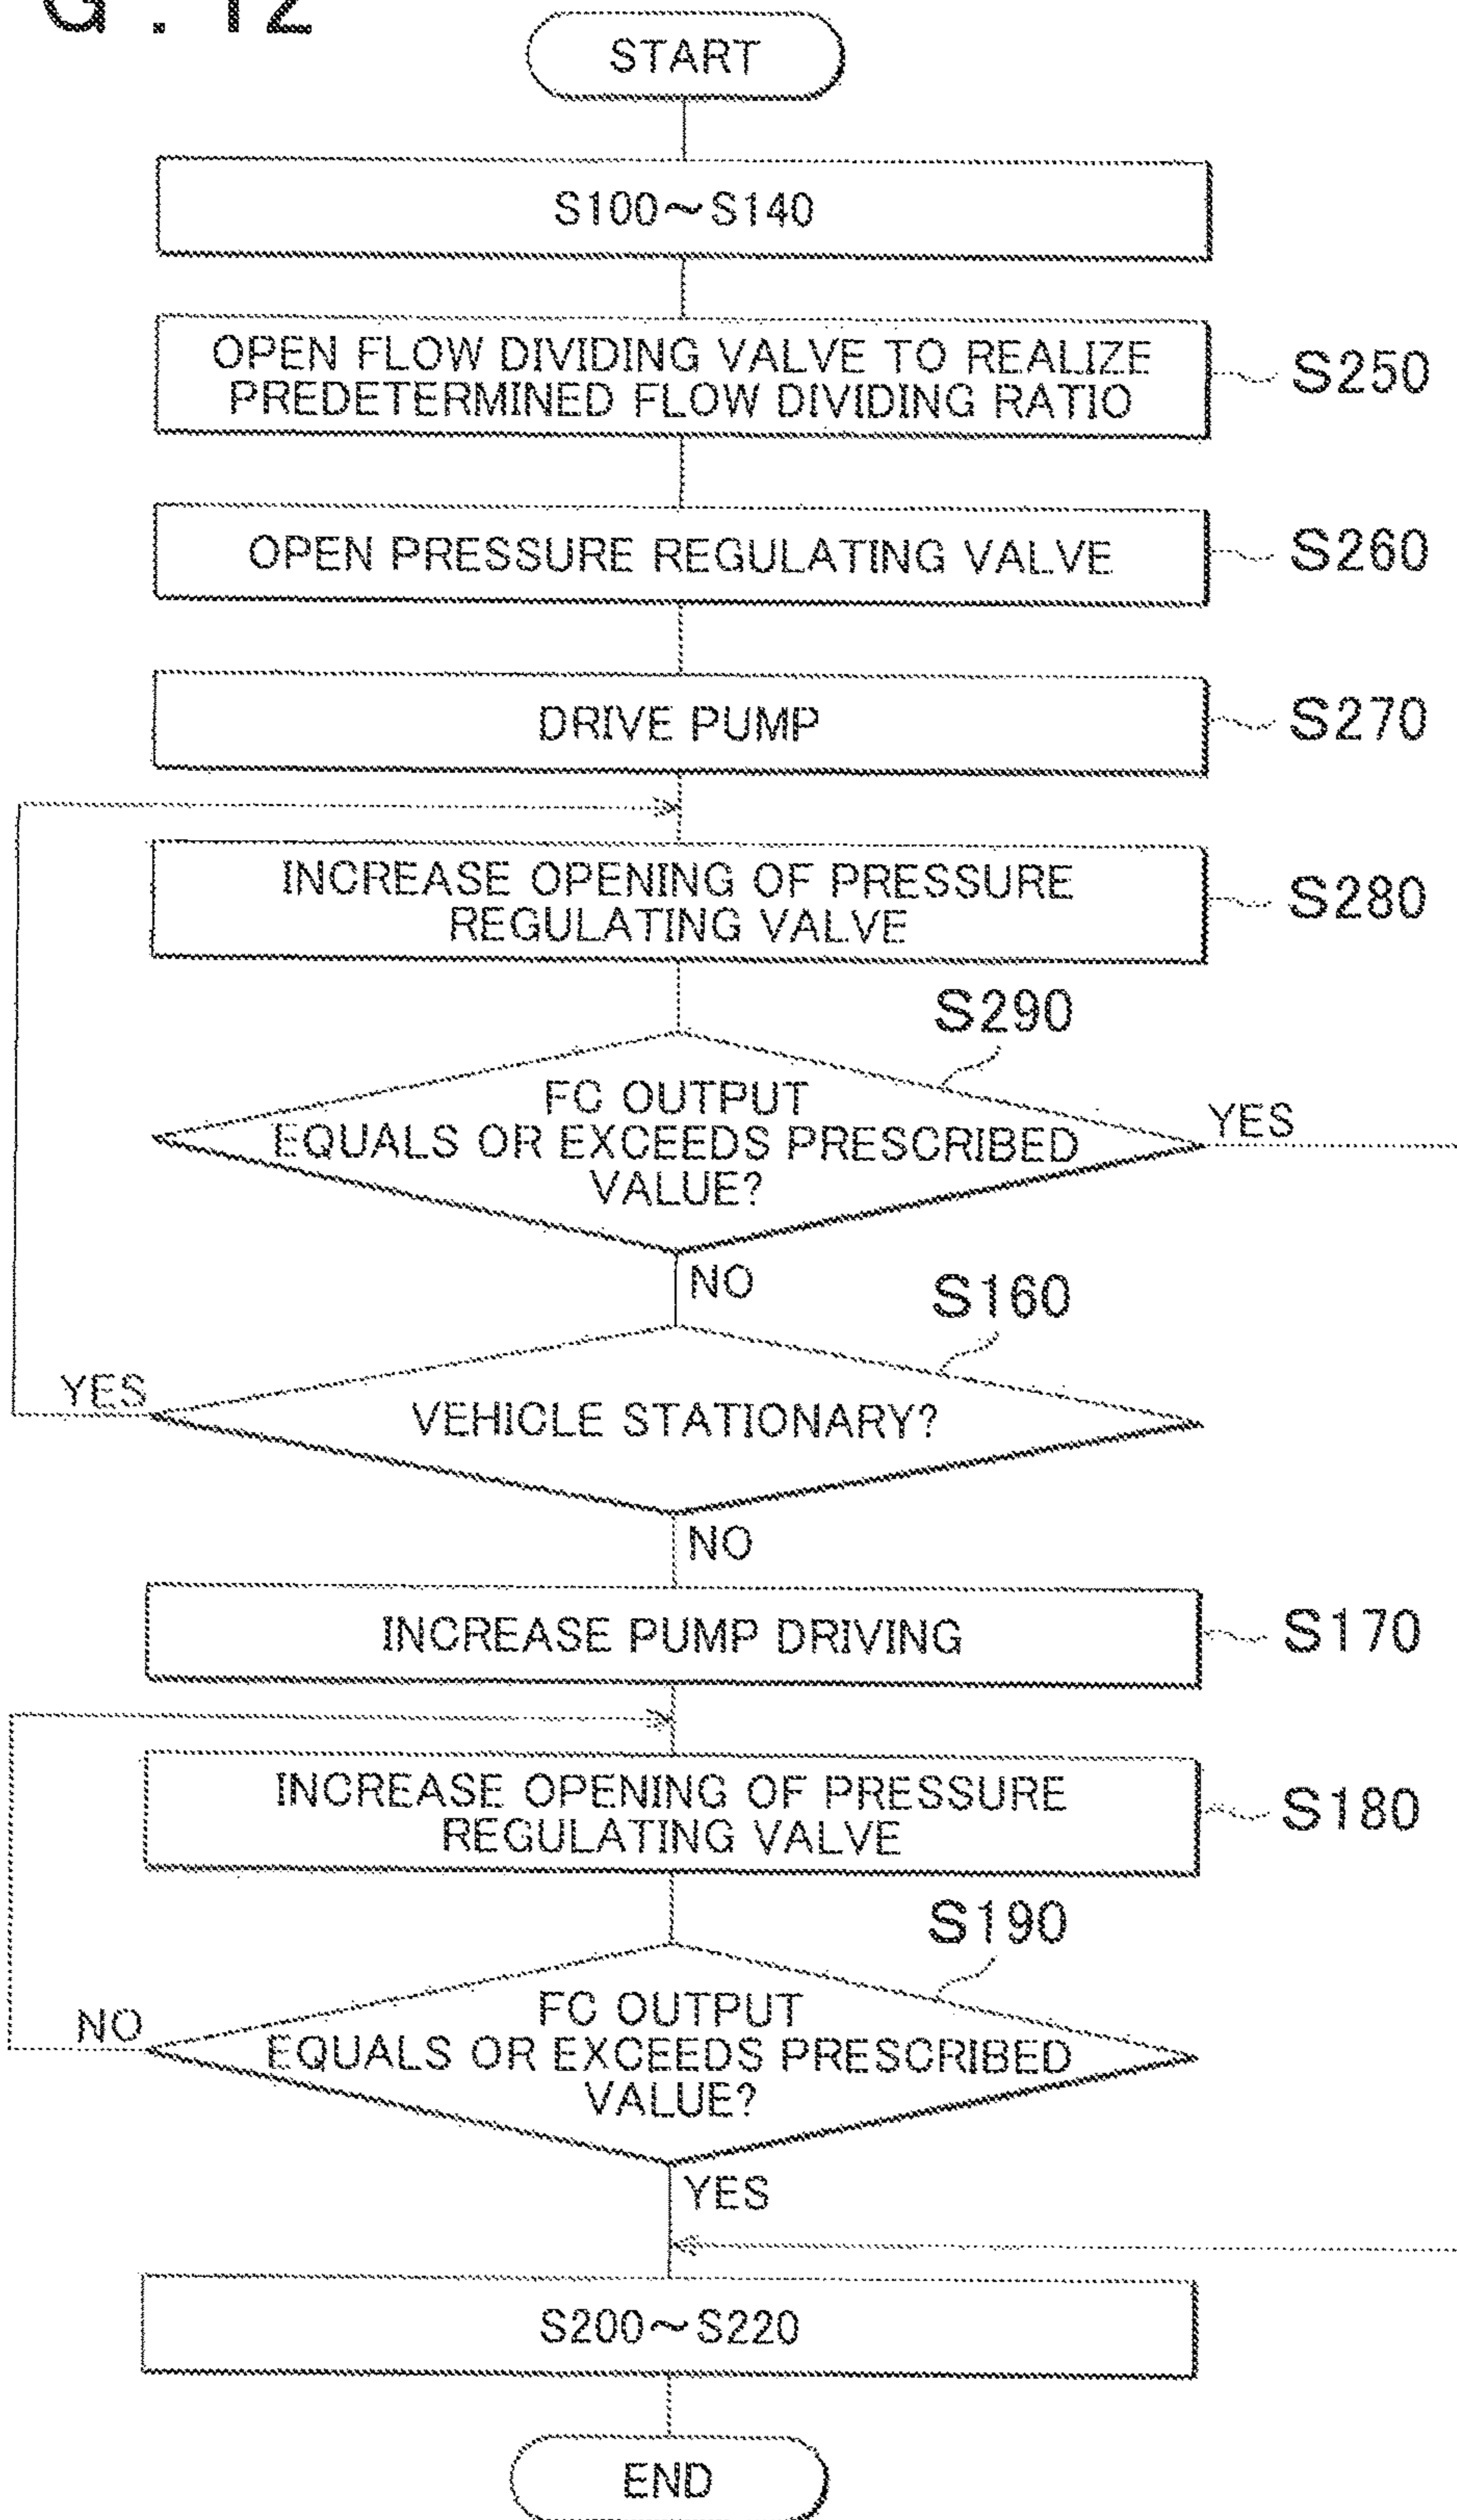 G . 12
START
S100~S140
OPEN FLOW DIVIDING VALVE TO REALIZE
PREDETERMINED FLOW DIVIDING RATIO
S250
OPEN PRESSURE REGULATING VALVE
S260
DRIVE PUMP
S270
INCREASE OPENING OF PRESSURE
REGULATING VALVE
S280
S290
FC OUTPUT
EQUALS OR EXCEEDS PRESCRIBED
VALUE?
YES
NO
S160
VEHICLE STATIONARY?
YES
NO
INCREASE PUMP DRIVING
S170
INCREASE OPENING OF PRESSURE
REGULATING VALVE
S180
S190
FC OUTPUT
EQUALS OR EXCEEDS PRESCRIBED
VALUE?
NO
YES
S200~S220
END